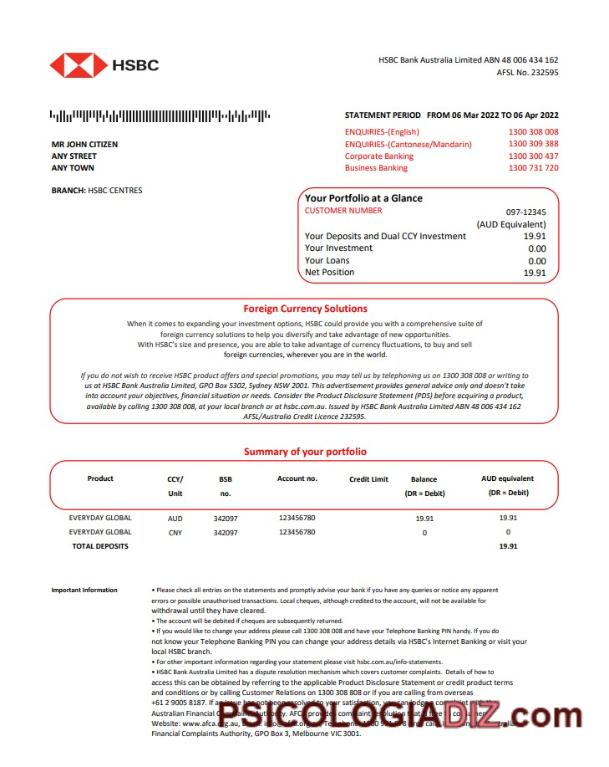 HSBC
HSBC Bank Australia Limited ABN 48 006 434 162
AFSL No. 232595
STATEMENT PERIOD FROM 06 Mar 2022 TO 06 Apr 2022
ENQUIRIES-(English) 1300 308 008
ENQUIRIES-(Cantonese/Mandarin) 1300 309 388
Corporate Banking 1300 300 437
Business Banking 1300 731 720
MR JOHN CITIZEN
ANY STREET
ANY TOWN
BRANCH: HSBC CENTRES
Your Portfolio at a Glance
CUSTOMER NUMBER 097-12345
(AUD Equivalent)
Your Deposits and Dual CCY Investment 19.91
Your Investment 0.00
Your Loans 0.00
Net Position 19.91
Foreign Currency Solutions
When it comes to expanding your investment options, HSBC could provide you with a comprehensive suite of
foreign currency solutions to help you diversify and take advantage of new opportunities.
With HSBC's size and presence, you are able to take advantage of currency fluctuations, to buy and sell
foreign currencies, wherever you are in the world.
If you do not wish to receive HSBC product offers and special promotions, you may tell us by telephoning us on 1300 308 008 or writing to
us at HSBC Bank Australia Limited, GPO Box 5302, Sydney NSW 2001. This advertisement provides general advice only and doesn't take
into account your objectives, financial situation or needs. Consider the Product Disclosure Statement (PDS) before acquiring a product,
available by calling 1300 308 008, at your local branch or at hsbc.com.au. Issued by HSBC Bank Australia Limited ABN 48 006 434 162
AFSL/Australia Credit Licence 232595.
Summary of your portfolio
Product CCY/ Unit BSB no. Account no. Credit Limit Balance (DR = Debit) AUD equivalent (DR = Debit)
EVERYDAY GLOBAL AUD 342097 123456780 19.91 19.91
EVERYDAY GLOBAL CNY 342097 123456780 0 0
TOTAL DEPOSITS 19.91
Important Information
• Please check all entries on the statements and promptly advise your bank if you have any queries or notice any apparent
errors or possible unauthorised transactions. Local cheques, although credited to the account, will not be available for
withdrawal until they have cleared.
• The account will be debited if cheques are subsequently returned.
• If you would like to change your address please call 1300 308 008 and have your Telephone Banking PIN handy. If you do
not know your Telephone Banking PIN you can change your address details via HSBC's Internet Banking or visit your
local HSBC branch.
• For other important information regarding your statement please visit hsbc.com.au/info-statements.
• HSBC Bank Australia Limited has a dispute resolution mechanism which covers customer complaints. Details of how to
access this can be obtained by referring to the applicable Product Disclosure Statement or credit product terms
and conditions or by calling Customer Relations on 1300 308 808 or if you are calling from overseas
+61 2 9005 8187. If an issue has not been resolved to your satisfaction, you can lodge a complaint with the
Australian Financial Complaints Authority. AFCA provides
Website: www.afca.org.au,
Financial Complaints Authority, GPO Box 3, Melbourne VIC 3001.
PSICOLOGIADIZ.com